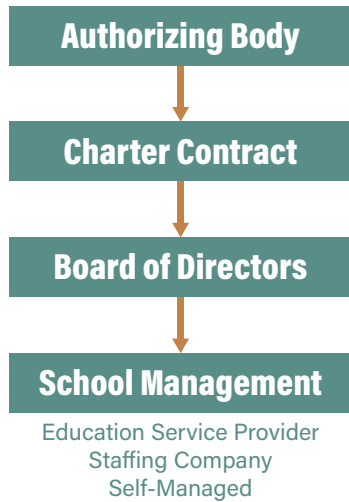 Authorizing Body
Charter Contract
Board of Directors
School Management
Education Service Provider
Staffing Company
Self-Managed